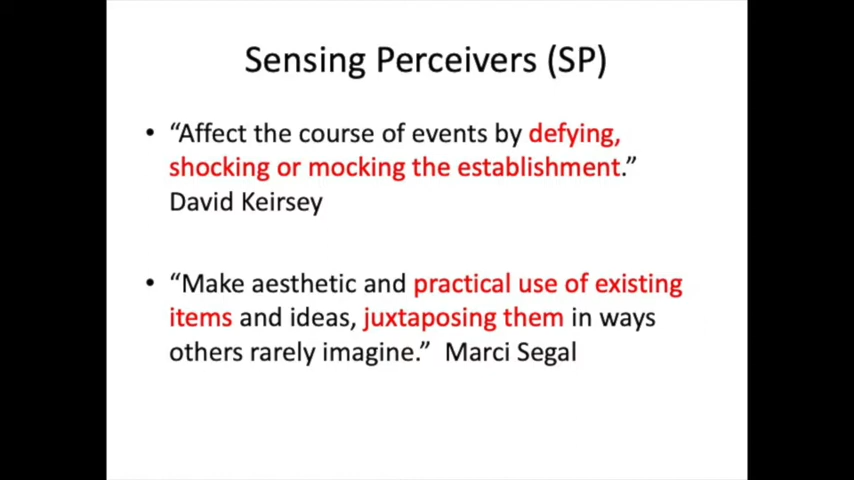 Sensing Perceivers (SP)
• “Affect the course of events by defying,
shocking or mocking the establishment.”
David Keirsey
• “Make aesthetic and practical use of existing
items and ideas, juxtaposing them in ways
others rarely imagine.”  Marci Segal